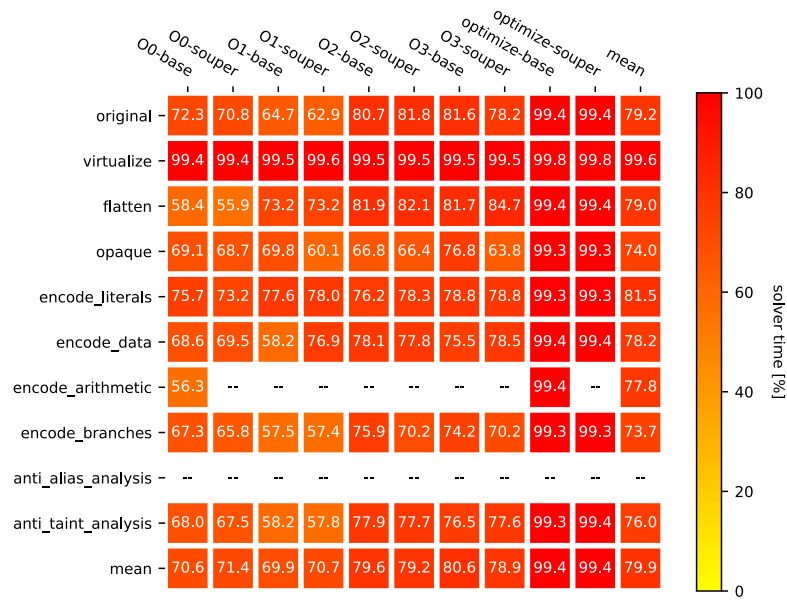 O0-base O0-souper O1-base O1-souper O2-base O2-souper O3-base O3-souper optimize-base optimize-souper mean
original 72.3 70.8 64.7 62.9 80.7 81.8 81.6 78.2 99.4 99.4 79.2
virtualize 99.4 99.4 99.5 99.6 99.5 99.5 99.5 99.5 99.8 99.8 99.6
flatten 58.4 55.9 73.2 73.2 81.9 82.1 81.7 84.7 99.4 99.4 79.0
opaque 69.1 68.7 69.8 60.1 66.8 66.4 76.8 63.8 99.3 99.3 74.0
encode_literals 75.7 73.2 77.6 78.0 76.2 78.3 78.8 78.8 99.3 99.3 81.5
encode_data 68.6 69.5 58.2 76.9 78.1 77.8 75.5 78.5 99.4 99.4 78.2
encode_arithmetic 56.3 -- -- -- -- -- -- -- 99.4 -- 77.8
encode_branches 67.3 65.8 57.5 57.4 75.9 70.2 74.2 70.2 99.3 99.3 73.7
anti_alias_analysis -- -- -- -- -- -- -- -- -- -- --
anti_taint_analysis 68.0 67.5 58.2 57.8 77.9 77.7 76.5 77.6 99.3 99.4 76.0
mean 70.6 71.4 69.9 70.7 79.6 79.2 80.6 78.9 99.4 99.4 79.9
100
80
60
40
20
0
solver time [%]